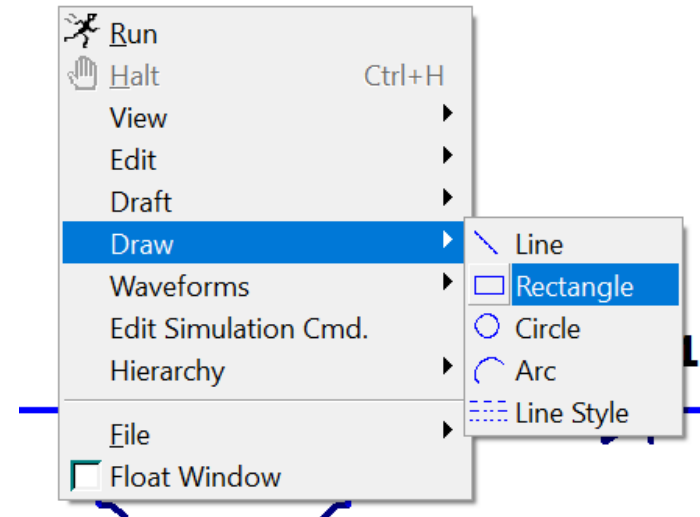 Run
Halt Ctrl+H
View
Edit
Draft
Draw
Waveforms
Edit Simulation Cmd.
Hierarchy
File
Float Window
Line
Rectangle
Circle
Arc
Line Style
1